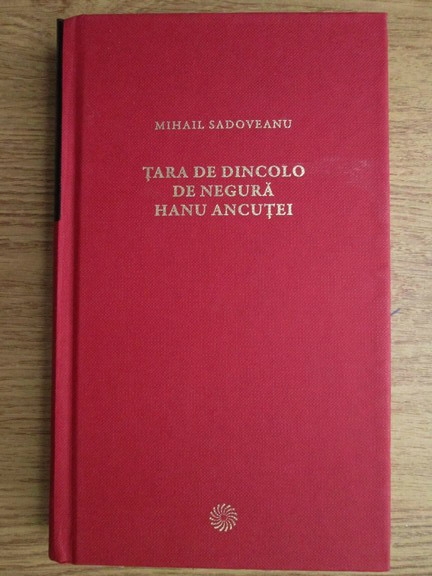 MIHAIL SADOVEANU
ȚARA DE DINCOLO
DE NEGURĂ
HANU ANCUȚEI